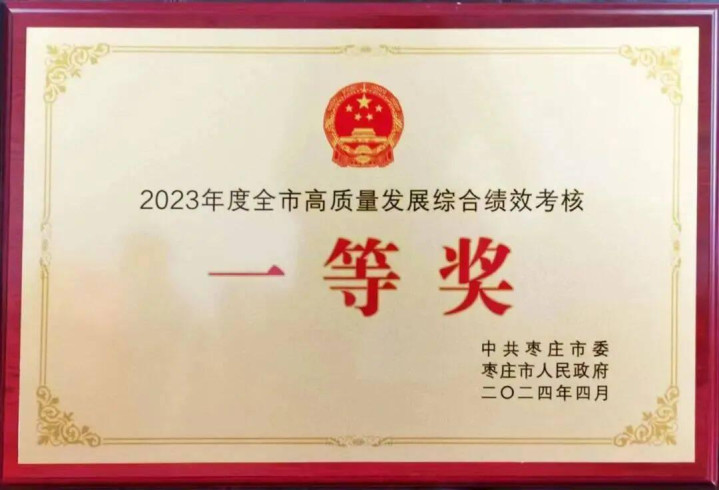 2023年度全市高质量发展综合绩效考核
一等奖
中共枣庄市委
枣庄市人民政府
二〇二四年四月